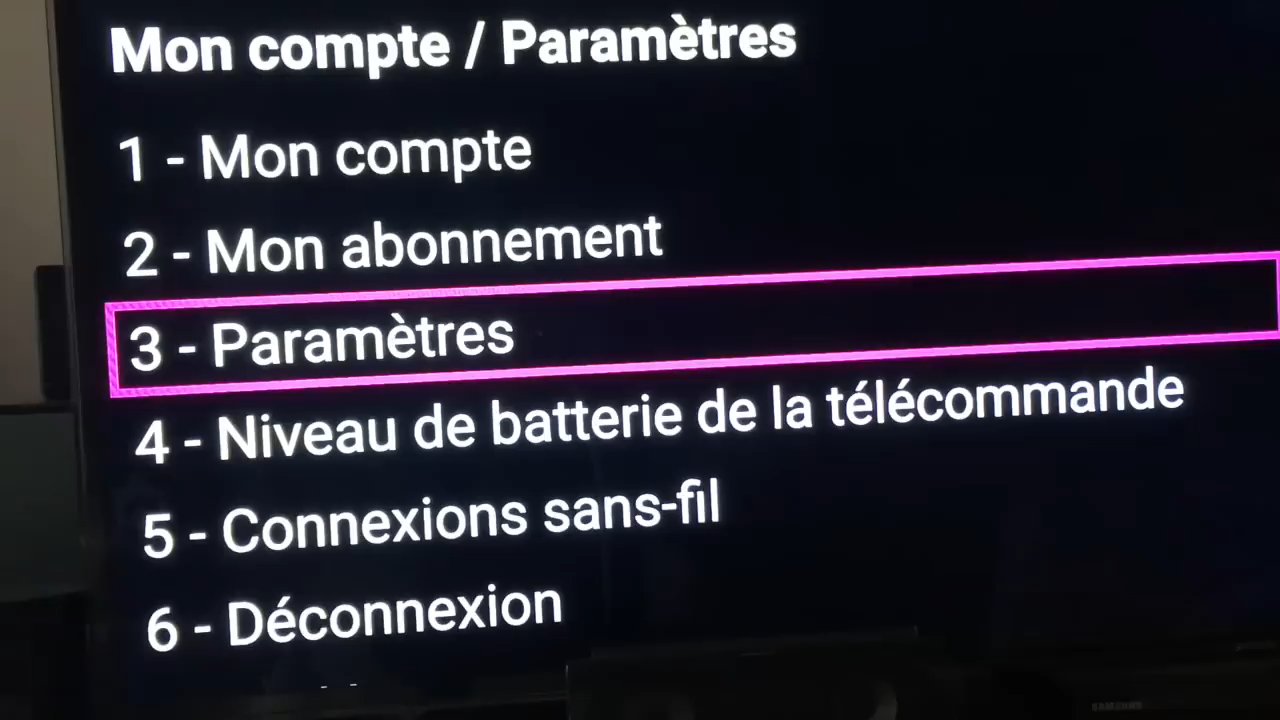 Mon compte / Paramètres
1 - Mon compte
2 - Mon abonnement
3 - Paramètres
4 - Niveau de batterie de la télécommande
5 - Connexions sans-fil
6 - Déconnexion
SAMSUNG